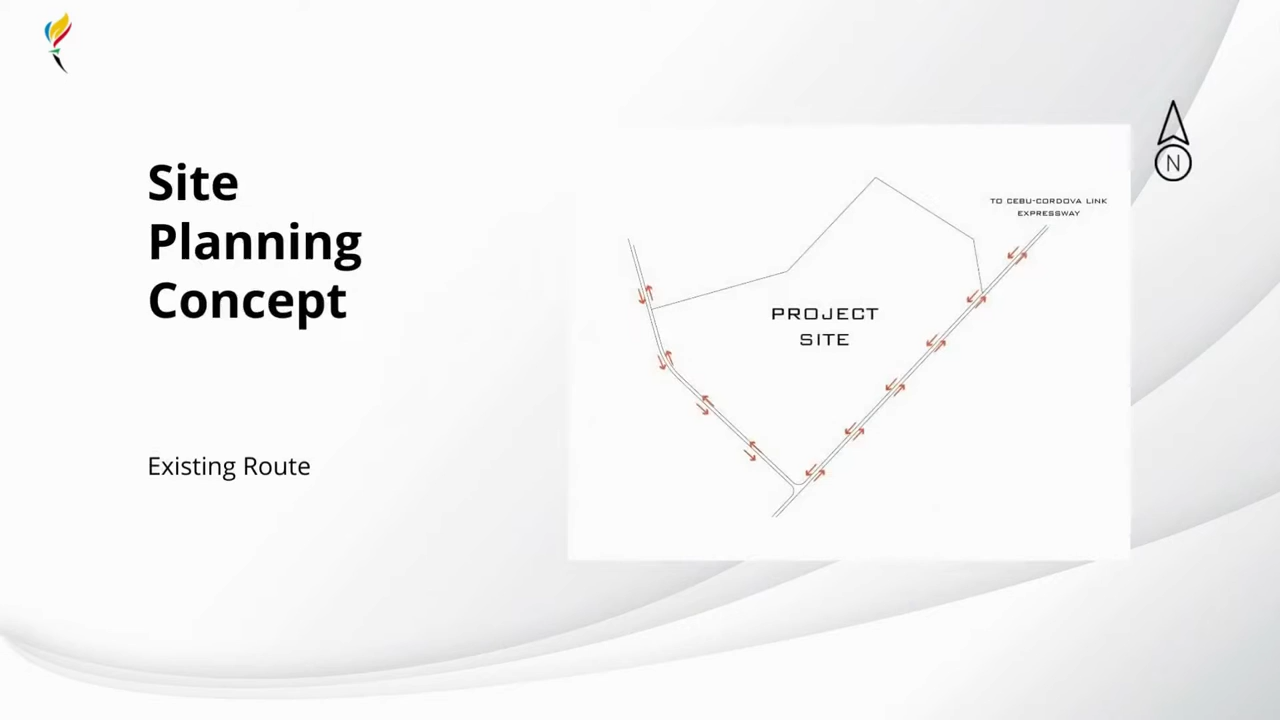 Site
Planning
Concept
Existing Route
TO CEBU-CORDOVA LINK
EXPRESSWAY
PROJECT
SITE
N